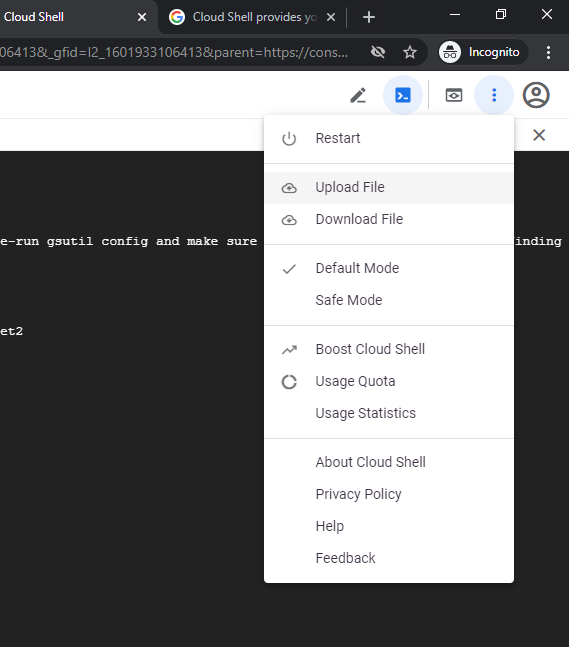 Cloud Shell
Cloud Shell provides yo
06413&_gfid=I2_1601933106413&parent=https://cons...
Incognito
Restart
Upload File
Download File
e-run gsutil config and make sure
inding
Default Mode
Safe Mode
et2
Boost Cloud Shell
Usage Quota
Usage Statistics
About Cloud Shell
Privacy Policy
Help
Feedback